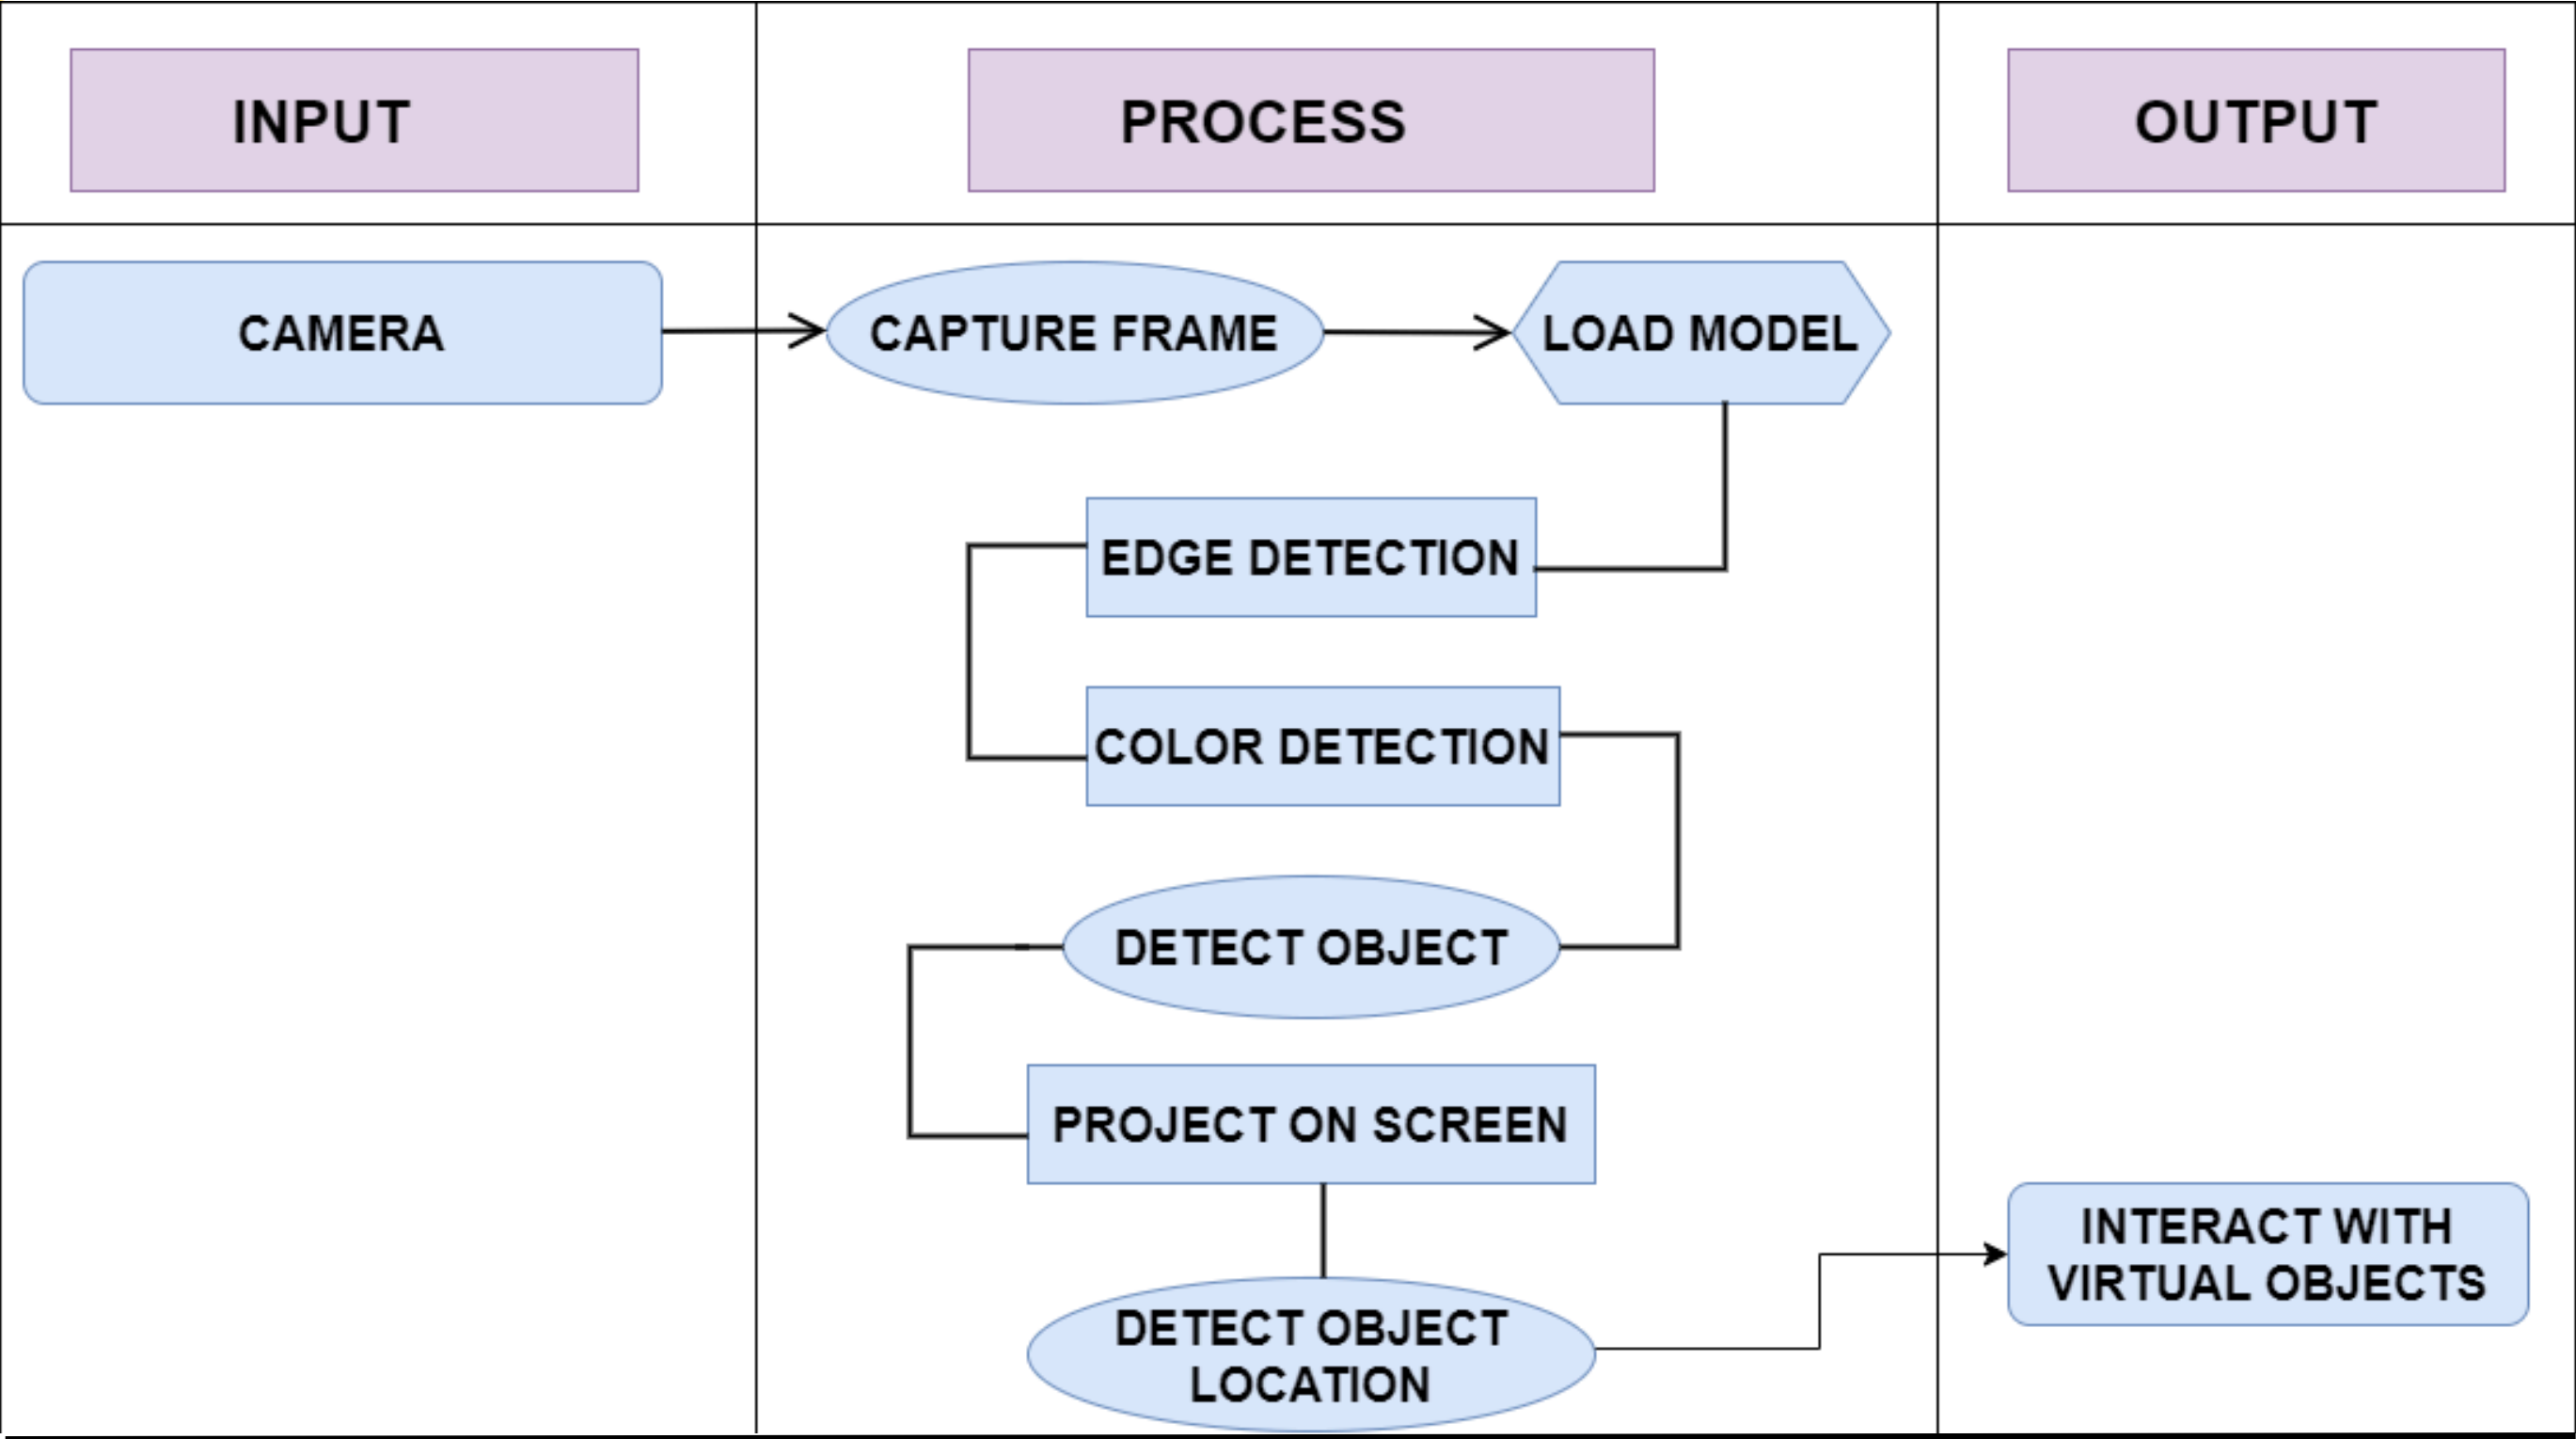 INPUT
PROCESS
OUTPUT
CAMERA
CAPTURE FRAME
LOAD MODEL
EDGE DETECTION
COLOR DETECTION
DETECT OBJECT
PROJECT ON SCREEN
DETECT OBJECT
LOCATION
INTERACT WITH
VIRTUAL OBJECTS